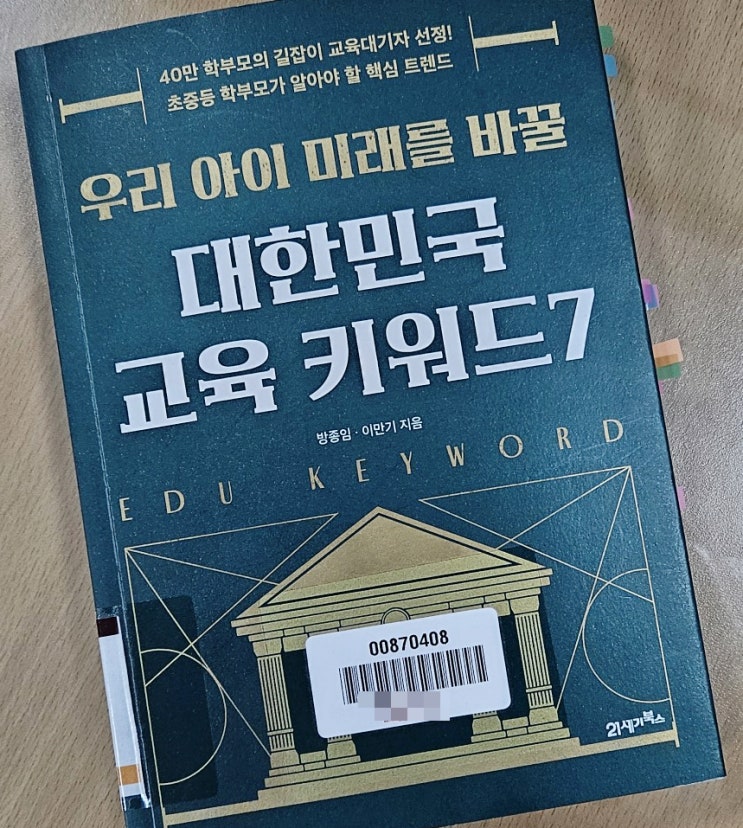 40만 학부모의 길잡이 교육대기자 선정!
초중등 학부모가 알아야 할 핵심 트렌드
우리 아이 미래를 바꿀
대한민국
교육 키워드7
방종임·이만기 지음
EDU KEYWORD
00870408
21세기북스